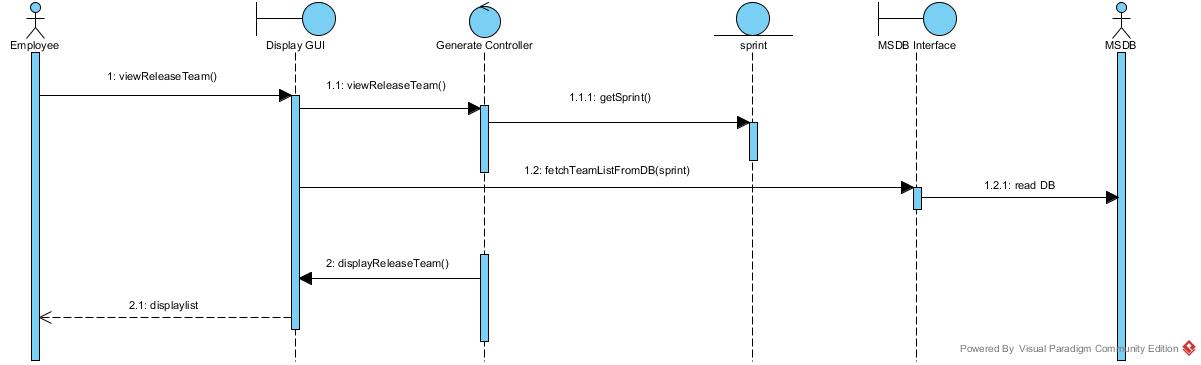 Employee
Display GUI
Generate Controller
sprint
MSDB Interface
MSDB
1: viewReleaseTeam()
1.1: viewReleaseTeam()
1.1.1: getSprint()
1.2: fetchTeamListFromDB(sprint)
1.2.1: read DB
2: displayReleaseTeam()
2.1: displaylist
Powered By Visual Paradigm Community Edition